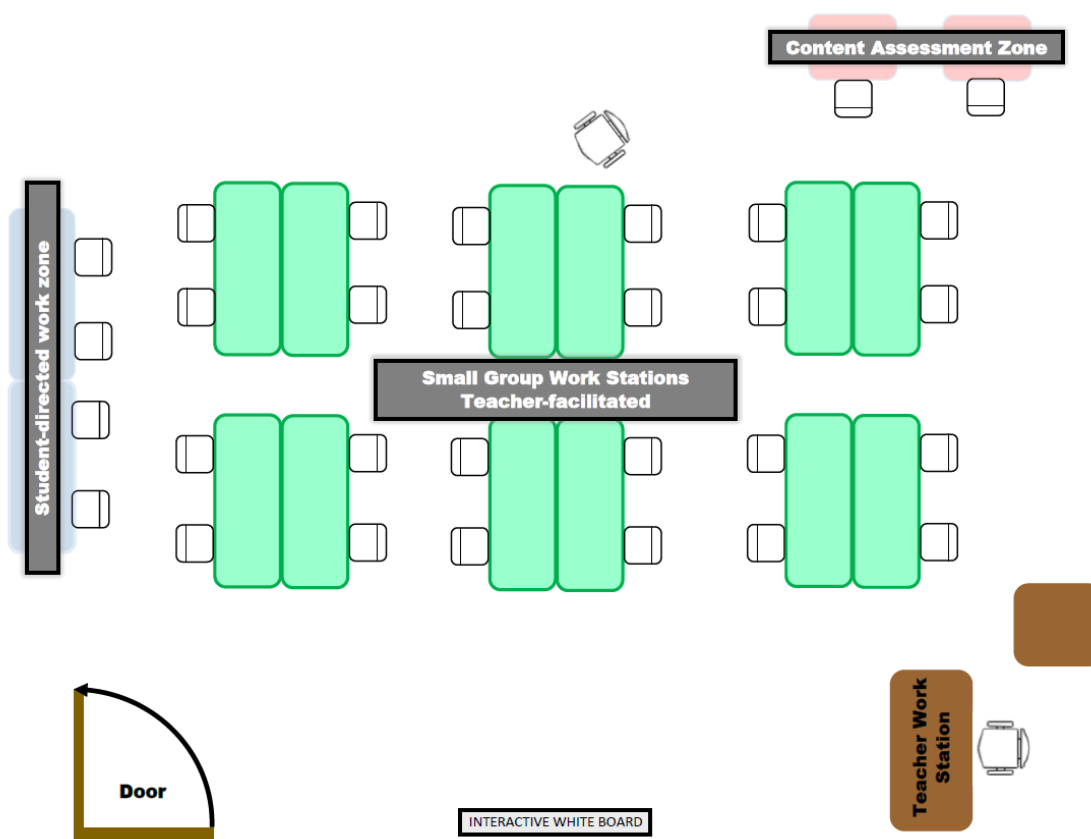 Content Assessment Zone
Student-directed work zone
Small Group Work Stations
Teacher-facilitated
Teacher Work
Station
Door
INTERACTIVE WHITE BOARD